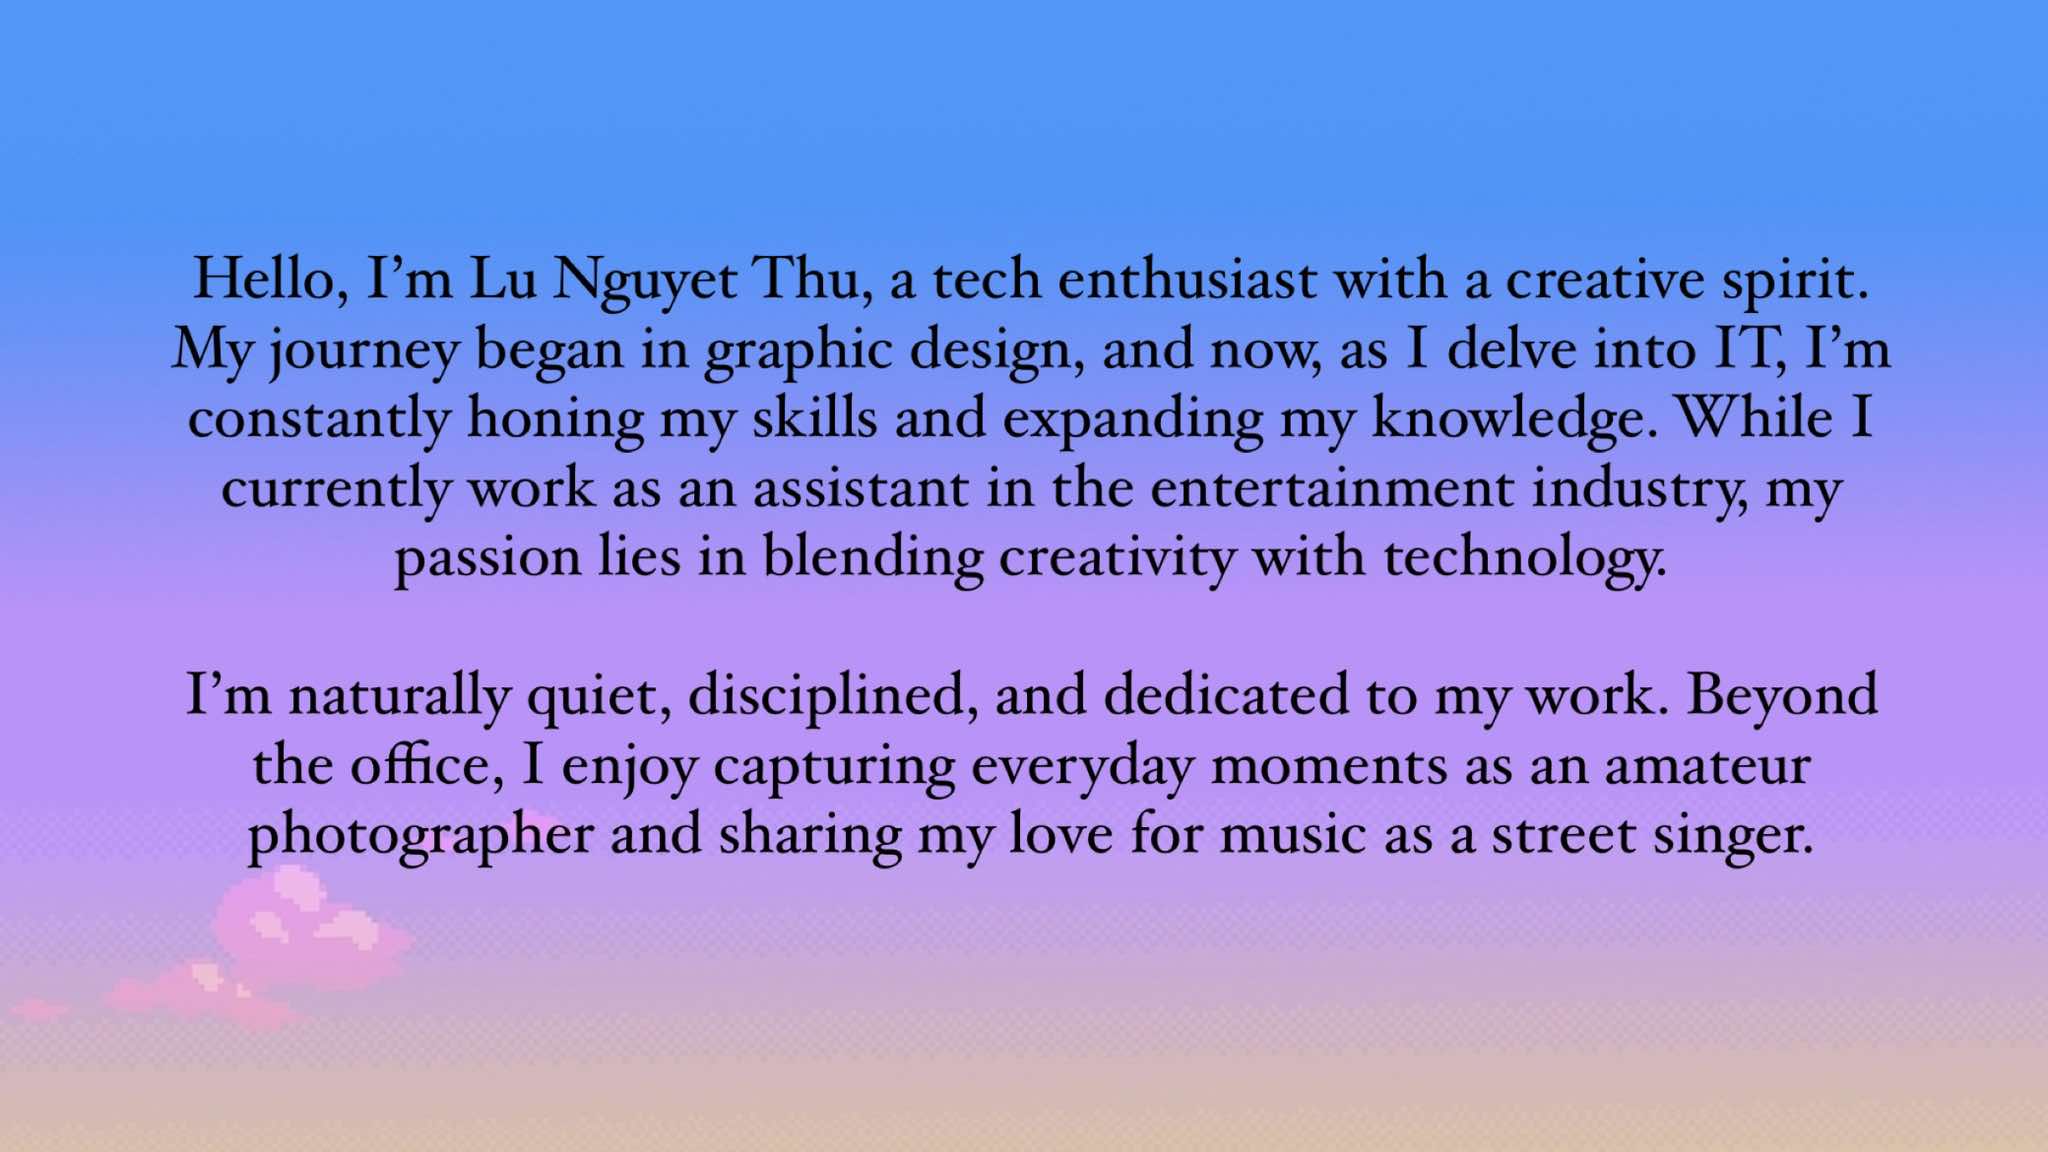 Hello, I’m Lu Nguyet Thu, a tech enthusiast with a creative spirit.
My journey began in graphic design, and now, as I delve into IT, I’m
constantly honing my skills and expanding my knowledge. While I
currently work as an assistant in the entertainment industry, my
passion lies in blending creativity with technology.
I’m naturally quiet, disciplined, and dedicated to my work. Beyond
the office, I enjoy capturing everyday moments as an amateur
photographer and sharing my love for music as a street singer.